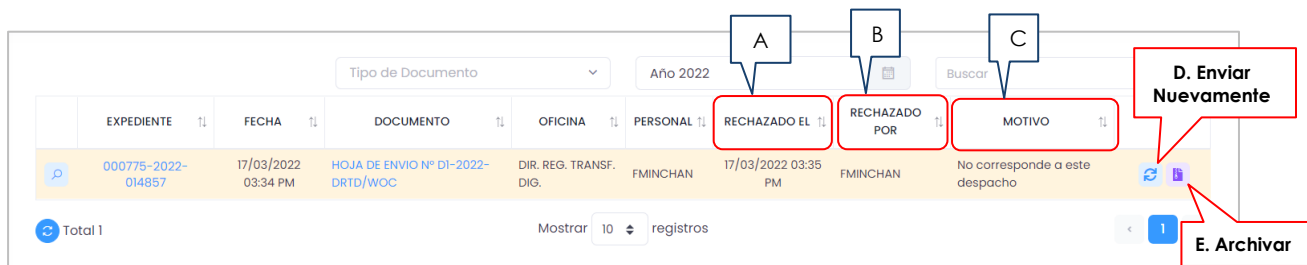 A
B
C
Tipo de Documento
Año 2022
Buscar
D. Enviar
Nuevamente
EXPEDIENTE
FECHA
DOCUMENTO
OFICINA
PERSONAL
RECHAZADO EL
RECHAZADO
POR
MOTIVO
000775-2022-
014857
17/03/2022
03:34 PM
HOJA DE ENVIO Nº D1-2022-
DRTD/WOC
DIR. REG. TRANSF.
DIG.
FMINCHAN
17/03/2022 03:35
PM
FMINCHAN
No corresponde a este
despacho
Total 1
Mostrar 10 registros
‹ 1
E. Archivar